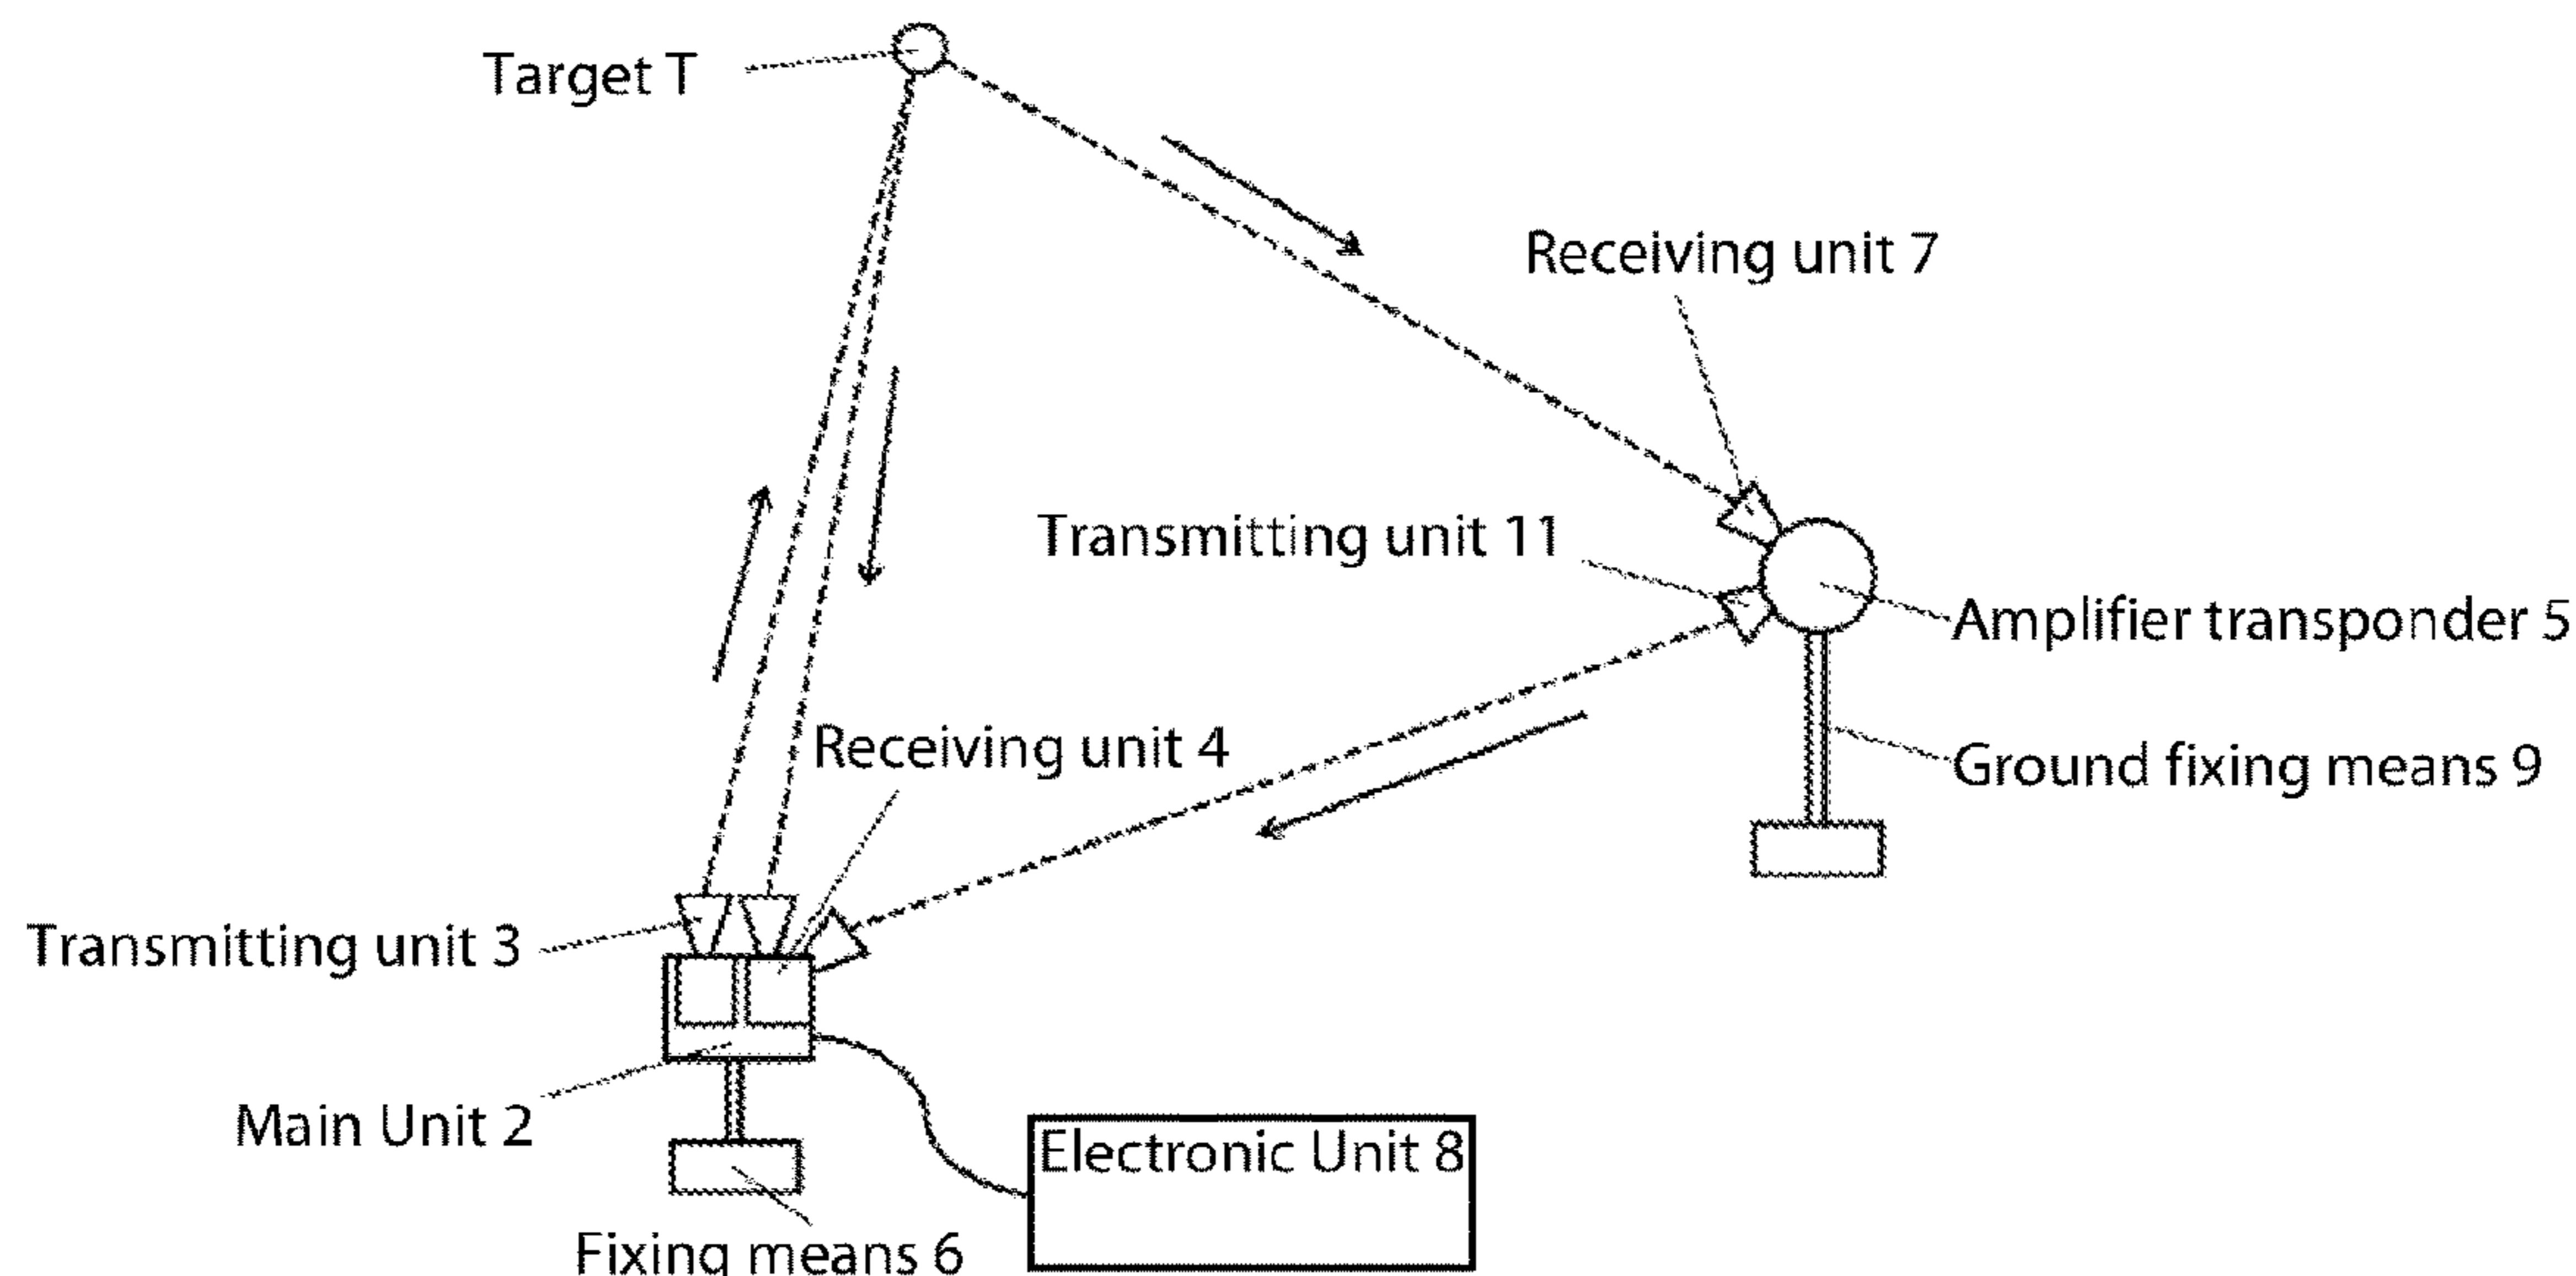 Target T
Receiving unit 7
Transmitting unit 11
Amplifier transponder 5
Receiving unit 4
Ground fixing means 9
Transmitting unit 3
Main Unit 2
Electronic Unit 8
Fixing means 6